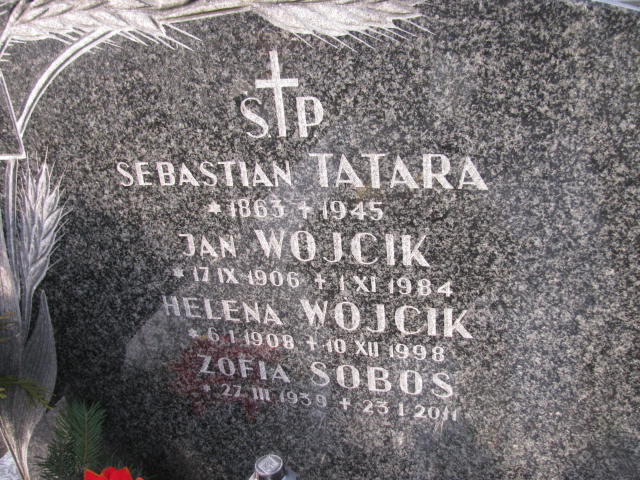 ŚP
SEBASTIAN TATARA
* 1863 + 1945
JAN WÓJCIK
* 17 IX 1906 + 1 XI 1984
HELENA WÓJCIK
* 6 I 1908 + 10 XII 1998
ZOFIA SOBOŚ
* 27 III 1939 + 23 I 2011